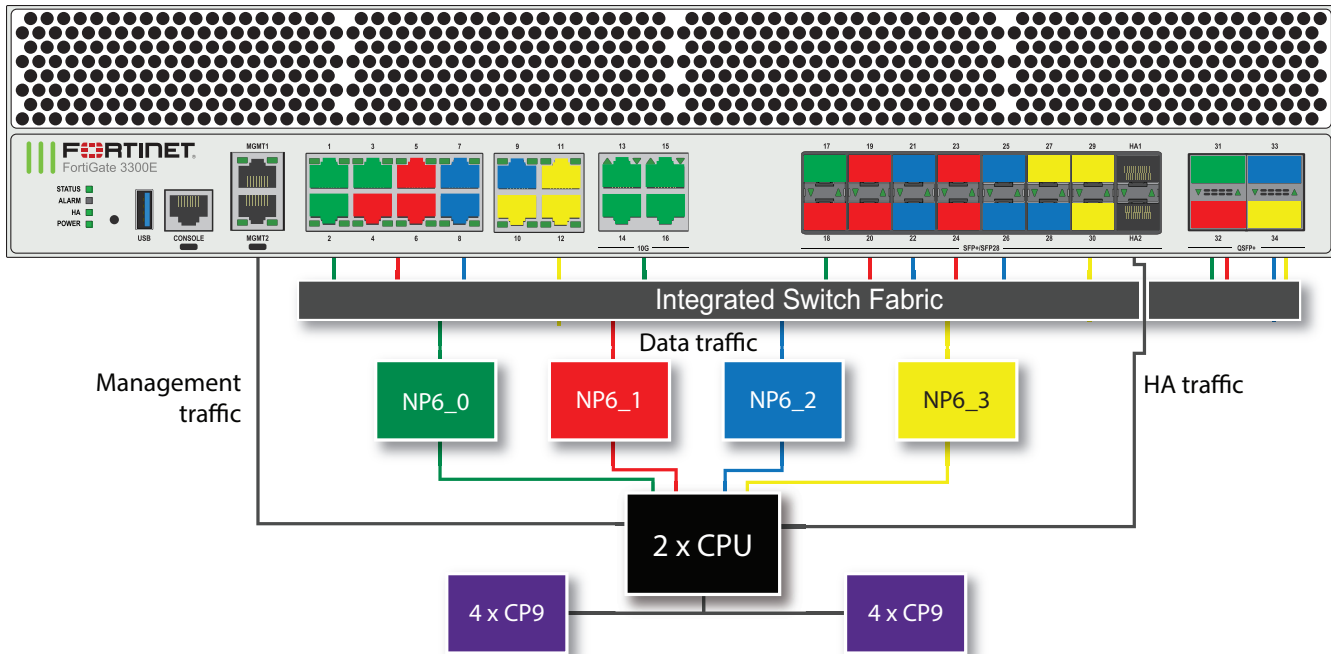 FORTINET
FortiGate 3300E
STATUS
ALARM
HA
POWER
USB
CONSOLE
MGMT1
MGMT2
1 3 5 7
2 4 6 8
9 11
10 12
13 15
14 16
10G
17 19 21 23 25 27 29 HA1
18 20 22 24 26 28 30 HA2
SFP+/SFP28
31 33
32 34
QSFP+
Integrated Switch Fabric
Data traffic
Management
traffic
HA traffic
NP6_0
NP6_1
NP6_2
NP6_3
2 x CPU
4 x CP9
4 x CP9